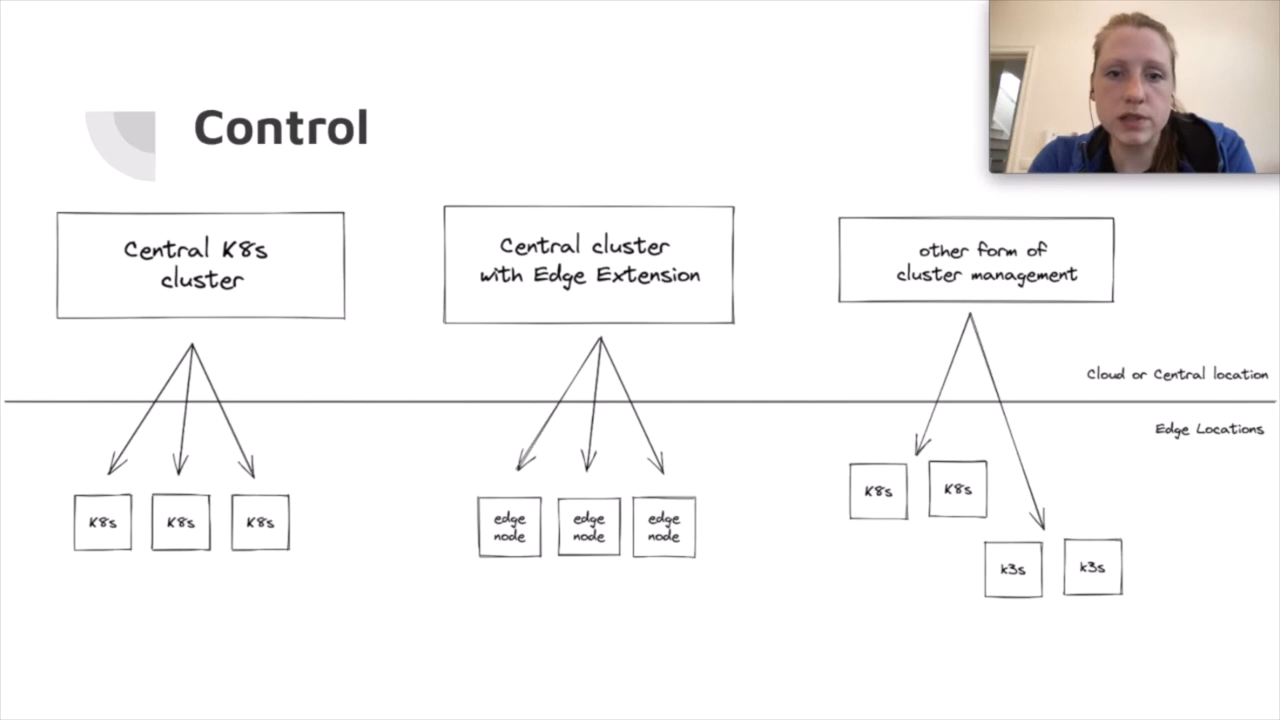 Control
Central K8s
cluster
Central cluster
with Edge Extension
other form of
cluster management
Cloud or Central location
Edge Locations
K8s
K8s
K8s
edge
node
edge
node
edge
node
K8s
K8s
k3s
k3s